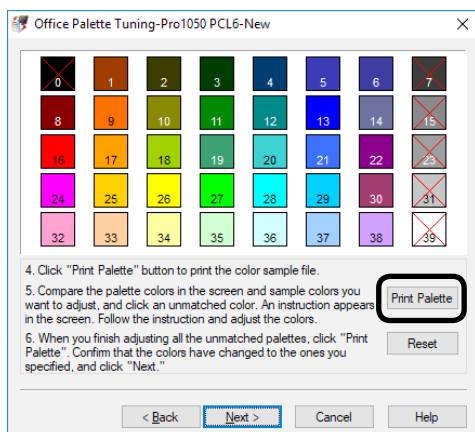 Office Palette Tuning-Pro1050 PCL6-New
0 1 2 3 4 5 6 7
8 9 10 11 12 13 14 15
16 17 18 19 20 21 22 23
24 25 26 27 28 29 30 31
32 33 34 35 36 37 38 39
4. Click "Print Palette" button to print the color sample file.
5. Compare the palette colors in the screen and sample colors you
want to adjust, and click an unmatched color. An instruction appears
in the screen. Follow the instruction and adjust the colors.
Print Palette
6. When you finish adjusting all the unmatched palettes, click "Print
Palette". Confirm that the colors have changed to the ones you
specified, and click "Next."
Reset
< Back
Next >
Cancel
Help